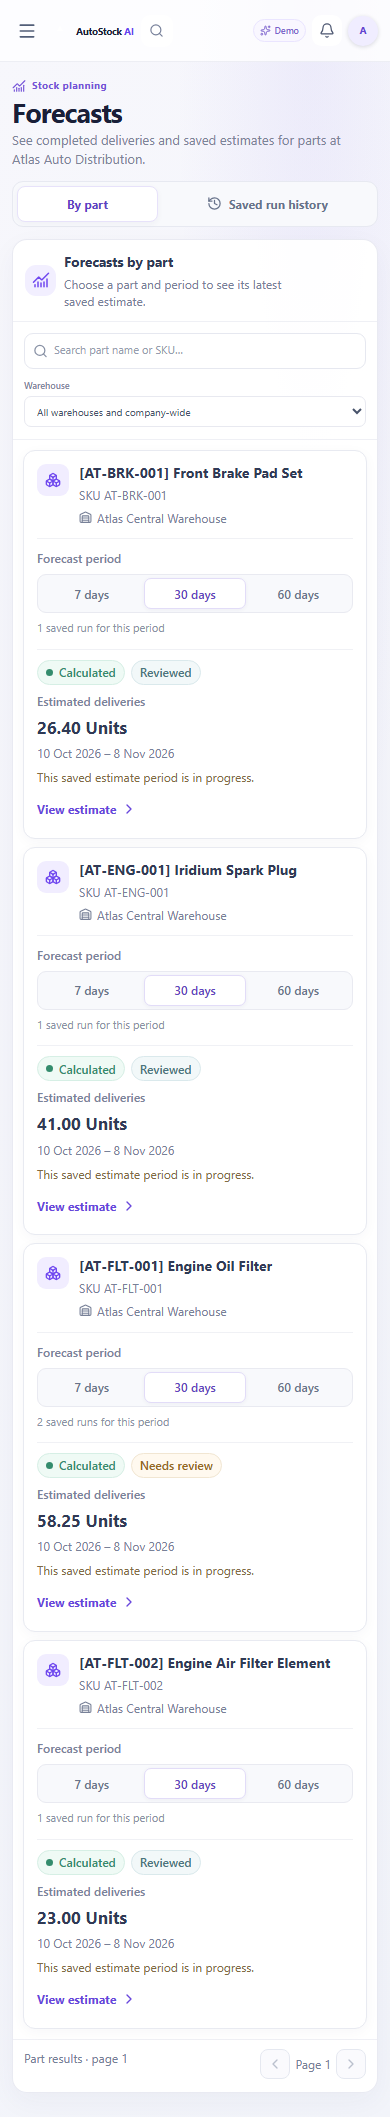 AutoStock AI
Demo
A
Stock planning
Forecasts
See completed deliveries and saved estimates for parts at
Atlas Auto Distribution.
By part
Saved run history
Forecasts by part
Choose a part and period to see its latest
saved estimate.
Search part name or SKU...
Warehouse
All warehouses and company-wide
[AT-BRK-001] Front Brake Pad Set
SKU AT-BRK-001
Atlas Central Warehouse
Forecast period
7 days 30 days 60 days
1 saved run for this period
Calculated Reviewed
Estimated deliveries
26.40 Units
10 Oct 2026 – 8 Nov 2026
This saved estimate period is in progress.
View estimate
[AT-ENG-001] Iridium Spark Plug
SKU AT-ENG-001
Atlas Central Warehouse
Forecast period
7 days 30 days 60 days
1 saved run for this period
Calculated Reviewed
Estimated deliveries
41.00 Units
10 Oct 2026 – 8 Nov 2026
This saved estimate period is in progress.
View estimate
[AT-FLT-001] Engine Oil Filter
SKU AT-FLT-001
Atlas Central Warehouse
Forecast period
7 days 30 days 60 days
2 saved runs for this period
Calculated Needs review
Estimated deliveries
58.25 Units
10 Oct 2026 – 8 Nov 2026
This saved estimate period is in progress.
View estimate
[AT-FLT-002] Engine Air Filter Element
SKU AT-FLT-002
Atlas Central Warehouse
Forecast period
7 days 30 days 60 days
1 saved run for this period
Calculated Reviewed
Estimated deliveries
23.00 Units
10 Oct 2026 – 8 Nov 2026
This saved estimate period is in progress.
View estimate
Part results · page 1
Page 1